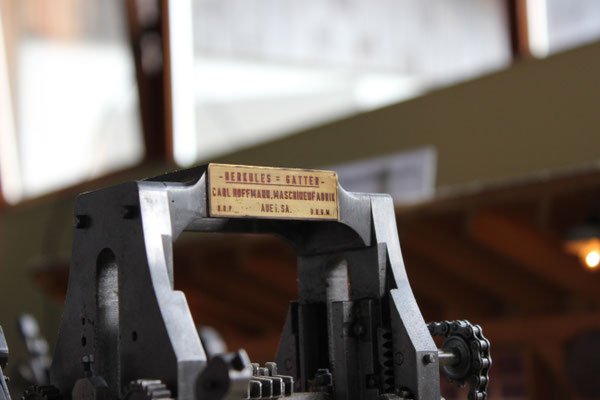 - HERKULES = GATTER -
CARL HOFFMANN, MASCHINENFABRIK
D.R.P. AUE i. SA. D.R.G.M.